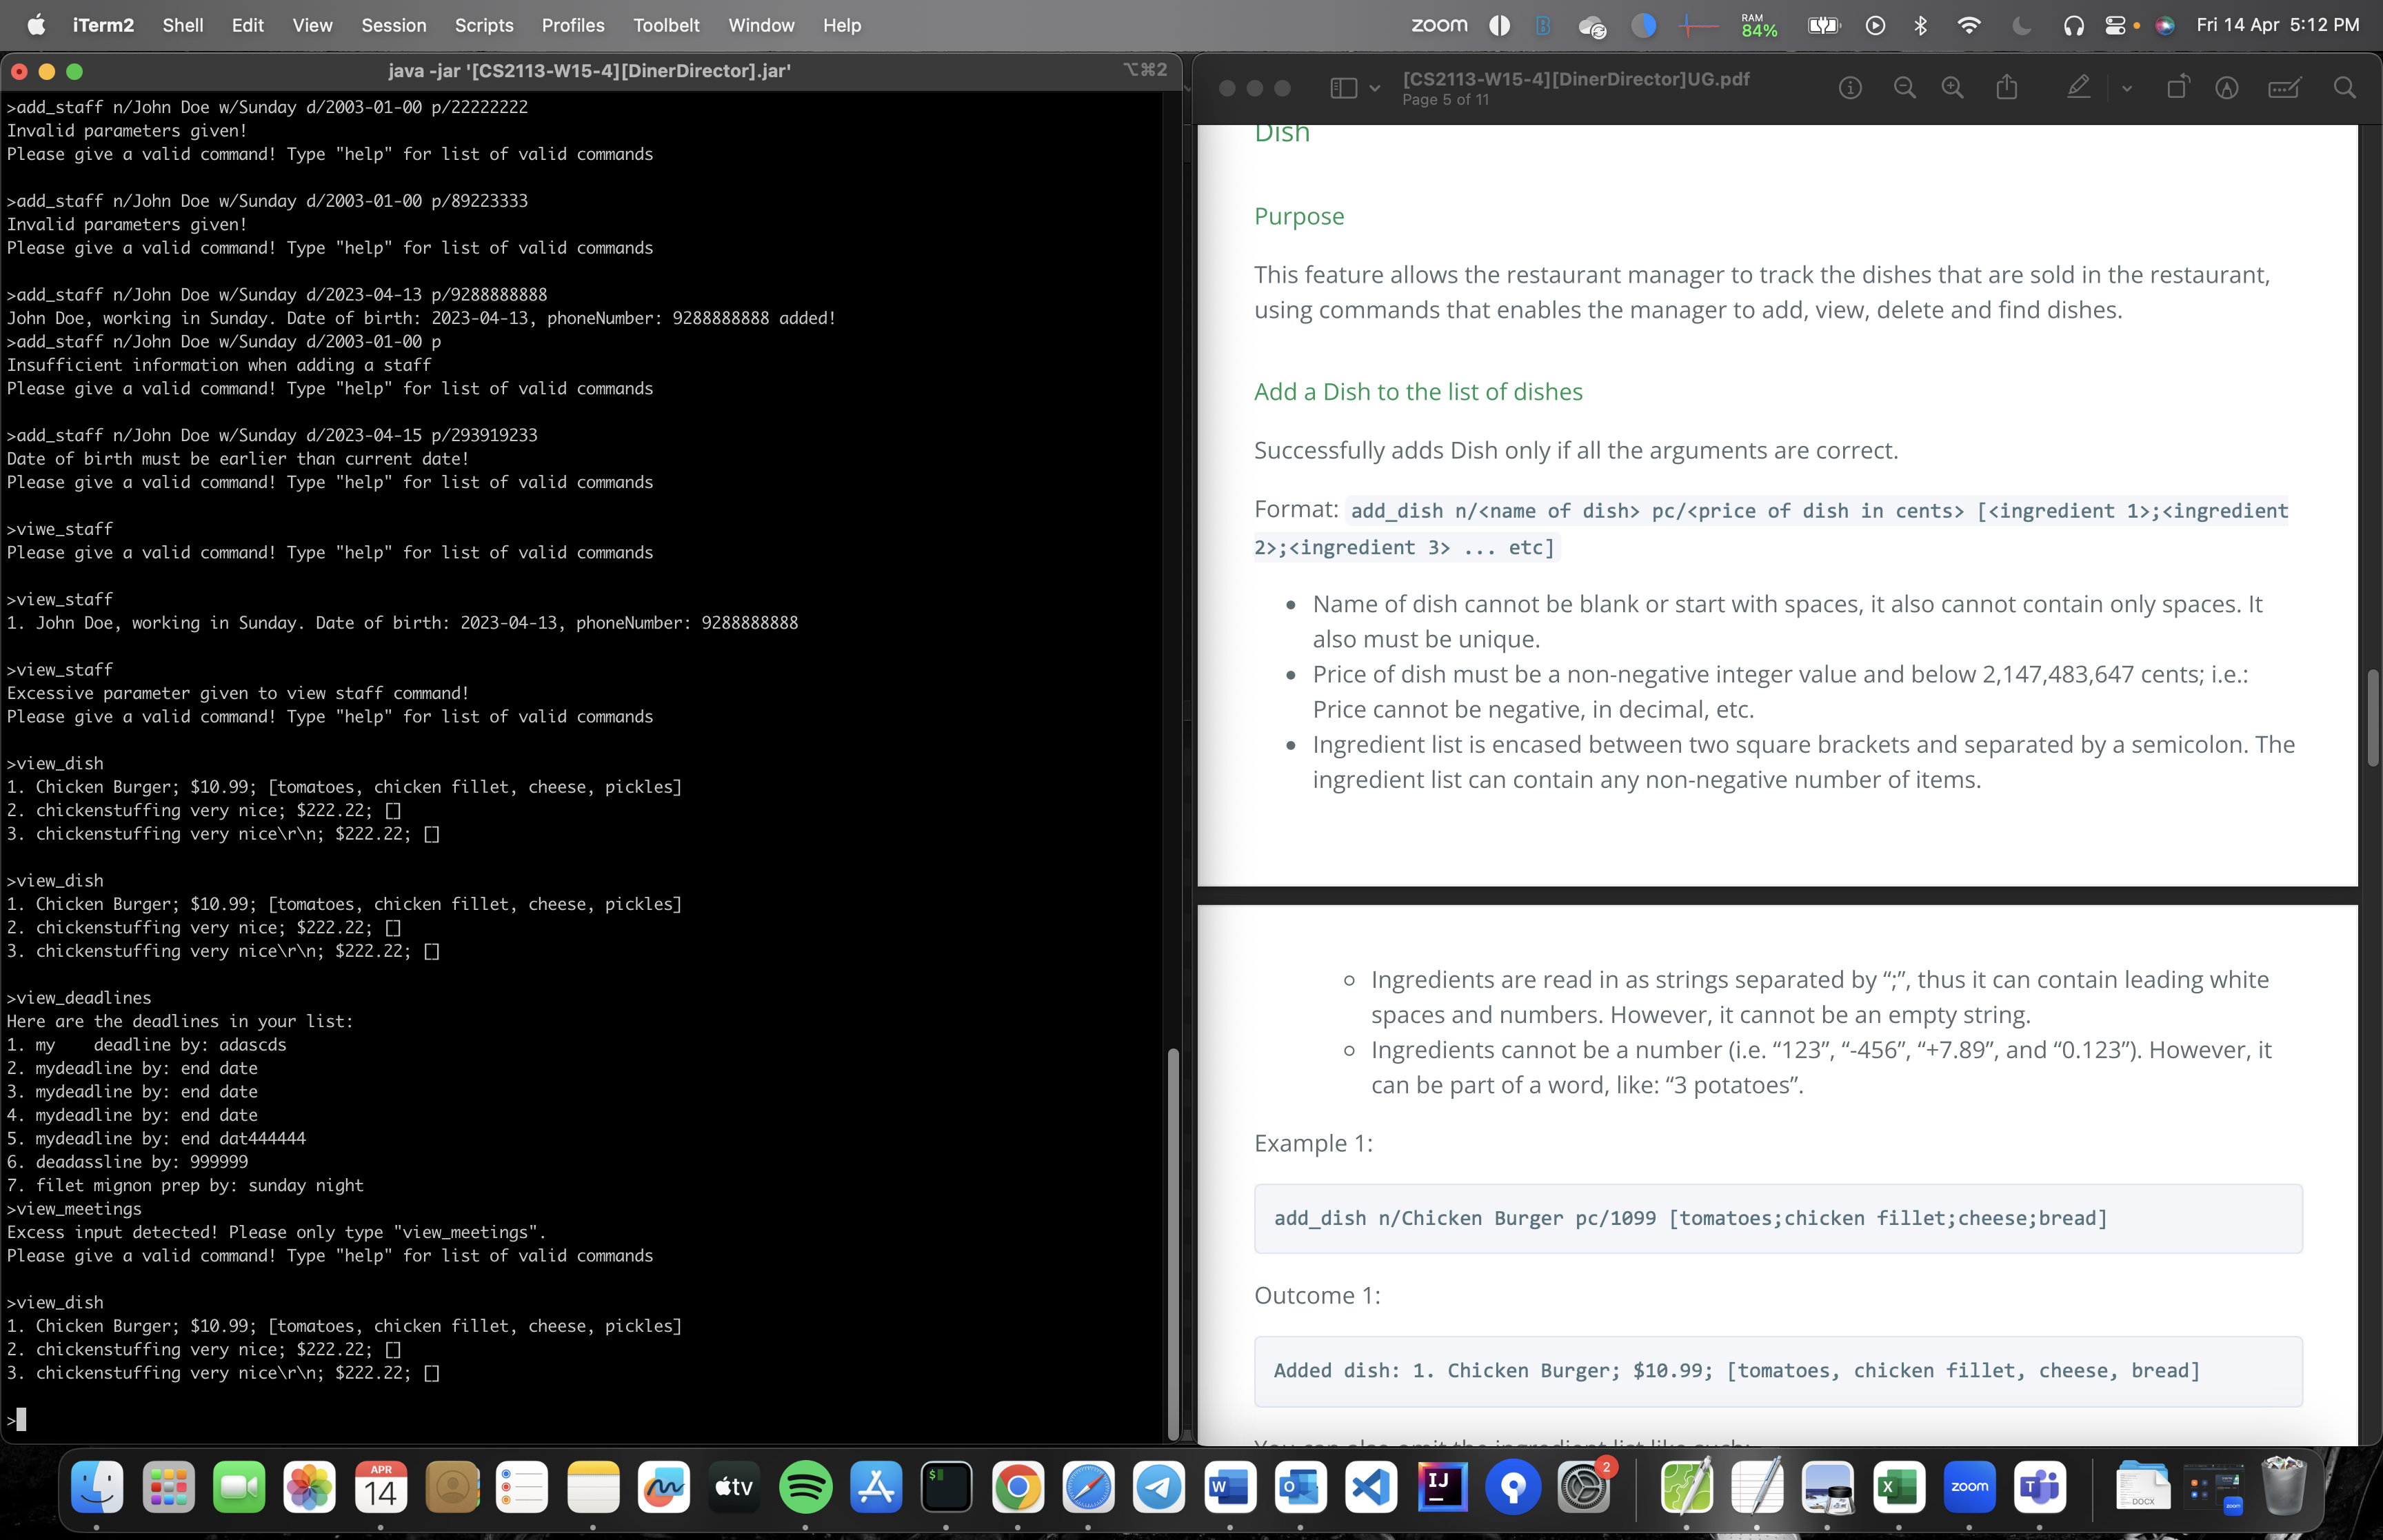 iTerm2 Shell Edit View Session Scripts Profiles Toolbelt Window Help
zoom RAM 84% Fri 14 Apr 5:12 PM
java -jar '[CS2113-W15-4][DinerDirector].jar' ⌥⌘2
>add_staff n/John Doe w/Sunday d/2003-01-00 p/22222222
Invalid parameters given!
Please give a valid command! Type "help" for list of valid commands
>add_staff n/John Doe w/Sunday d/2003-01-00 p/89223333
Invalid parameters given!
Please give a valid command! Type "help" for list of valid commands
>add_staff n/John Doe w/Sunday d/2023-04-13 p/9288888888
John Doe, working in Sunday. Date of birth: 2023-04-13, phoneNumber: 9288888888 added!
>add_staff n/John Doe w/Sunday d/2003-01-00 p
Insufficient information when adding a staff
Please give a valid command! Type "help" for list of valid commands
>add_staff n/John Doe w/Sunday d/2023-04-15 p/293919233
Date of birth must be earlier than current date!
Please give a valid command! Type "help" for list of valid commands
>viwe_staff
Please give a valid command! Type "help" for list of valid commands
>view_staff
1. John Doe, working in Sunday. Date of birth: 2023-04-13, phoneNumber: 9288888888
>view_staff
Excessive parameter given to view staff command!
Please give a valid command! Type "help" for list of valid commands
>view_dish
1. Chicken Burger; $10.99; [tomatoes, chicken fillet, cheese, pickles]
2. chickenstuffing very nice; $222.22; []
3. chickenstuffing very nice\r\n; $222.22; []
>view_dish
1. Chicken Burger; $10.99; [tomatoes, chicken fillet, cheese, pickles]
2. chickenstuffing very nice; $222.22; []
3. chickenstuffing very nice\r\n; $222.22; []
>view_deadlines
Here are the deadlines in your list:
1. my    deadline by: adascds
2. mydeadline by: end date
3. mydeadline by: end date
4. mydeadline by: end date
5. mydeadline by: end dat444444
6. deadassline by: 999999
7. filet mignon prep by: sunday night
>view_meetings
Excess input detected! Please only type "view_meetings".
Please give a valid command! Type "help" for list of valid commands
>view_dish
1. Chicken Burger; $10.99; [tomatoes, chicken fillet, cheese, pickles]
2. chickenstuffing very nice; $222.22; []
3. chickenstuffing very nice\r\n; $222.22; []
>
[CS2113-W15-4][DinerDirector]UG.pdf
Page 5 of 11
Dish
Purpose
This feature allows the restaurant manager to track the dishes that are sold in the restaurant,
using commands that enables the manager to add, view, delete and find dishes.
Add a Dish to the list of dishes
Successfully adds Dish only if all the arguments are correct.
Format: add_dish n/<name of dish> pc/<price of dish in cents> [<ingredient 1>;<ingredient
2>;<ingredient 3> ... etc]
• Name of dish cannot be blank or start with spaces, it also cannot contain only spaces. It
also must be unique.
• Price of dish must be a non-negative integer value and below 2,147,483,647 cents; i.e.:
Price cannot be negative, in decimal, etc.
• Ingredient list is encased between two square brackets and separated by a semicolon. The
ingredient list can contain any non-negative number of items.
○ Ingredients are read in as strings separated by “;”, thus it can contain leading white
spaces and numbers. However, it cannot be an empty string.
○ Ingredients cannot be a number (i.e. “123”, “-456”, “+7.89”, and “0.123”). However, it
can be part of a word, like: “3 potatoes”.
Example 1:
add_dish n/Chicken Burger pc/1099 [tomatoes;chicken fillet;cheese;bread]
Outcome 1:
Added dish: 1. Chicken Burger; $10.99; [tomatoes, chicken fillet, cheese, bread]
You can also omit the ingredient list like such:
APR
14
tv
$
W
O
IJ
2
X
zoom
T
DOCX